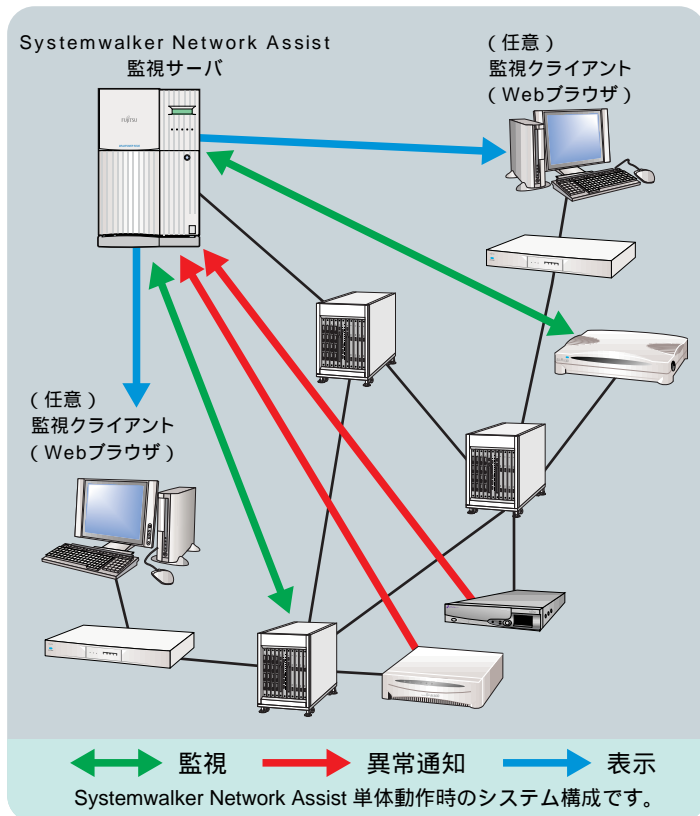 Systemwalker Network Assist
監視サーバ
（任意）
監視クライアント
（Webブラウザ）
FUJITSU
（任意）
監視クライアント
（Webブラウザ）
監視
異常通知
表示
Systemwalker Network Assist 単体動作時のシステム構成です。